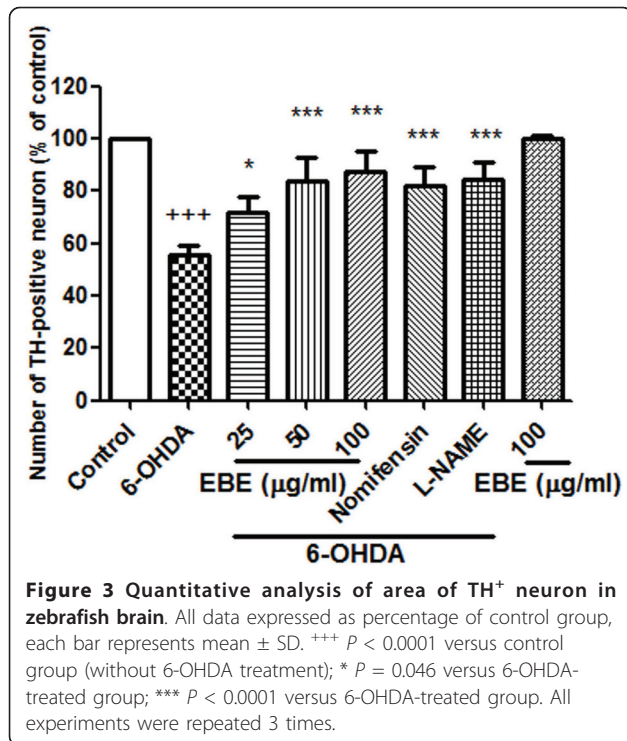 Number of TH-positive neuron (% of control)
120
100
80
60
40
20
0
+++
*
***
***
***
***
Control
6-OHDA
25
50
100
Nomifensin
L-NAME
100
EBE (μg/ml)
EBE (μg/ml)
6-OHDA
Figure 3 Quantitative analysis of area of TH⁺ neuron in
zebrafish brain. All data expressed as percentage of control group,
each bar represents mean ± SD. ⁺⁺⁺ P < 0.0001 versus control
group (without 6-OHDA treatment); * P = 0.046 versus 6-OHDA-
treated group; *** P < 0.0001 versus 6-OHDA-treated group. All
experiments were repeated 3 times.